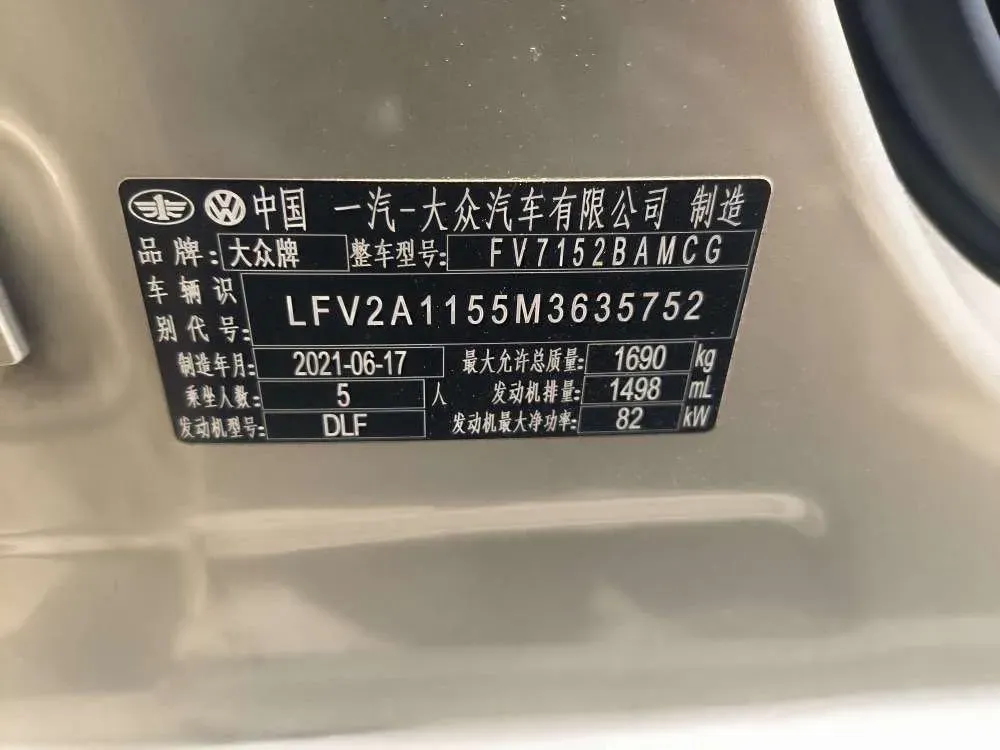 中国 一汽-大众汽车有限公司 制造
品牌: 大众牌 整车型号: FV7152BAMCG
车辆识别代号: LFV2A1155M3635752
制造年月: 2021-06-17 最大允许总质量: 1690 kg
乘坐人数: 5 人 发动机排量: 1498 mL
发动机型号: DLF 发动机最大净功率: 82 kW